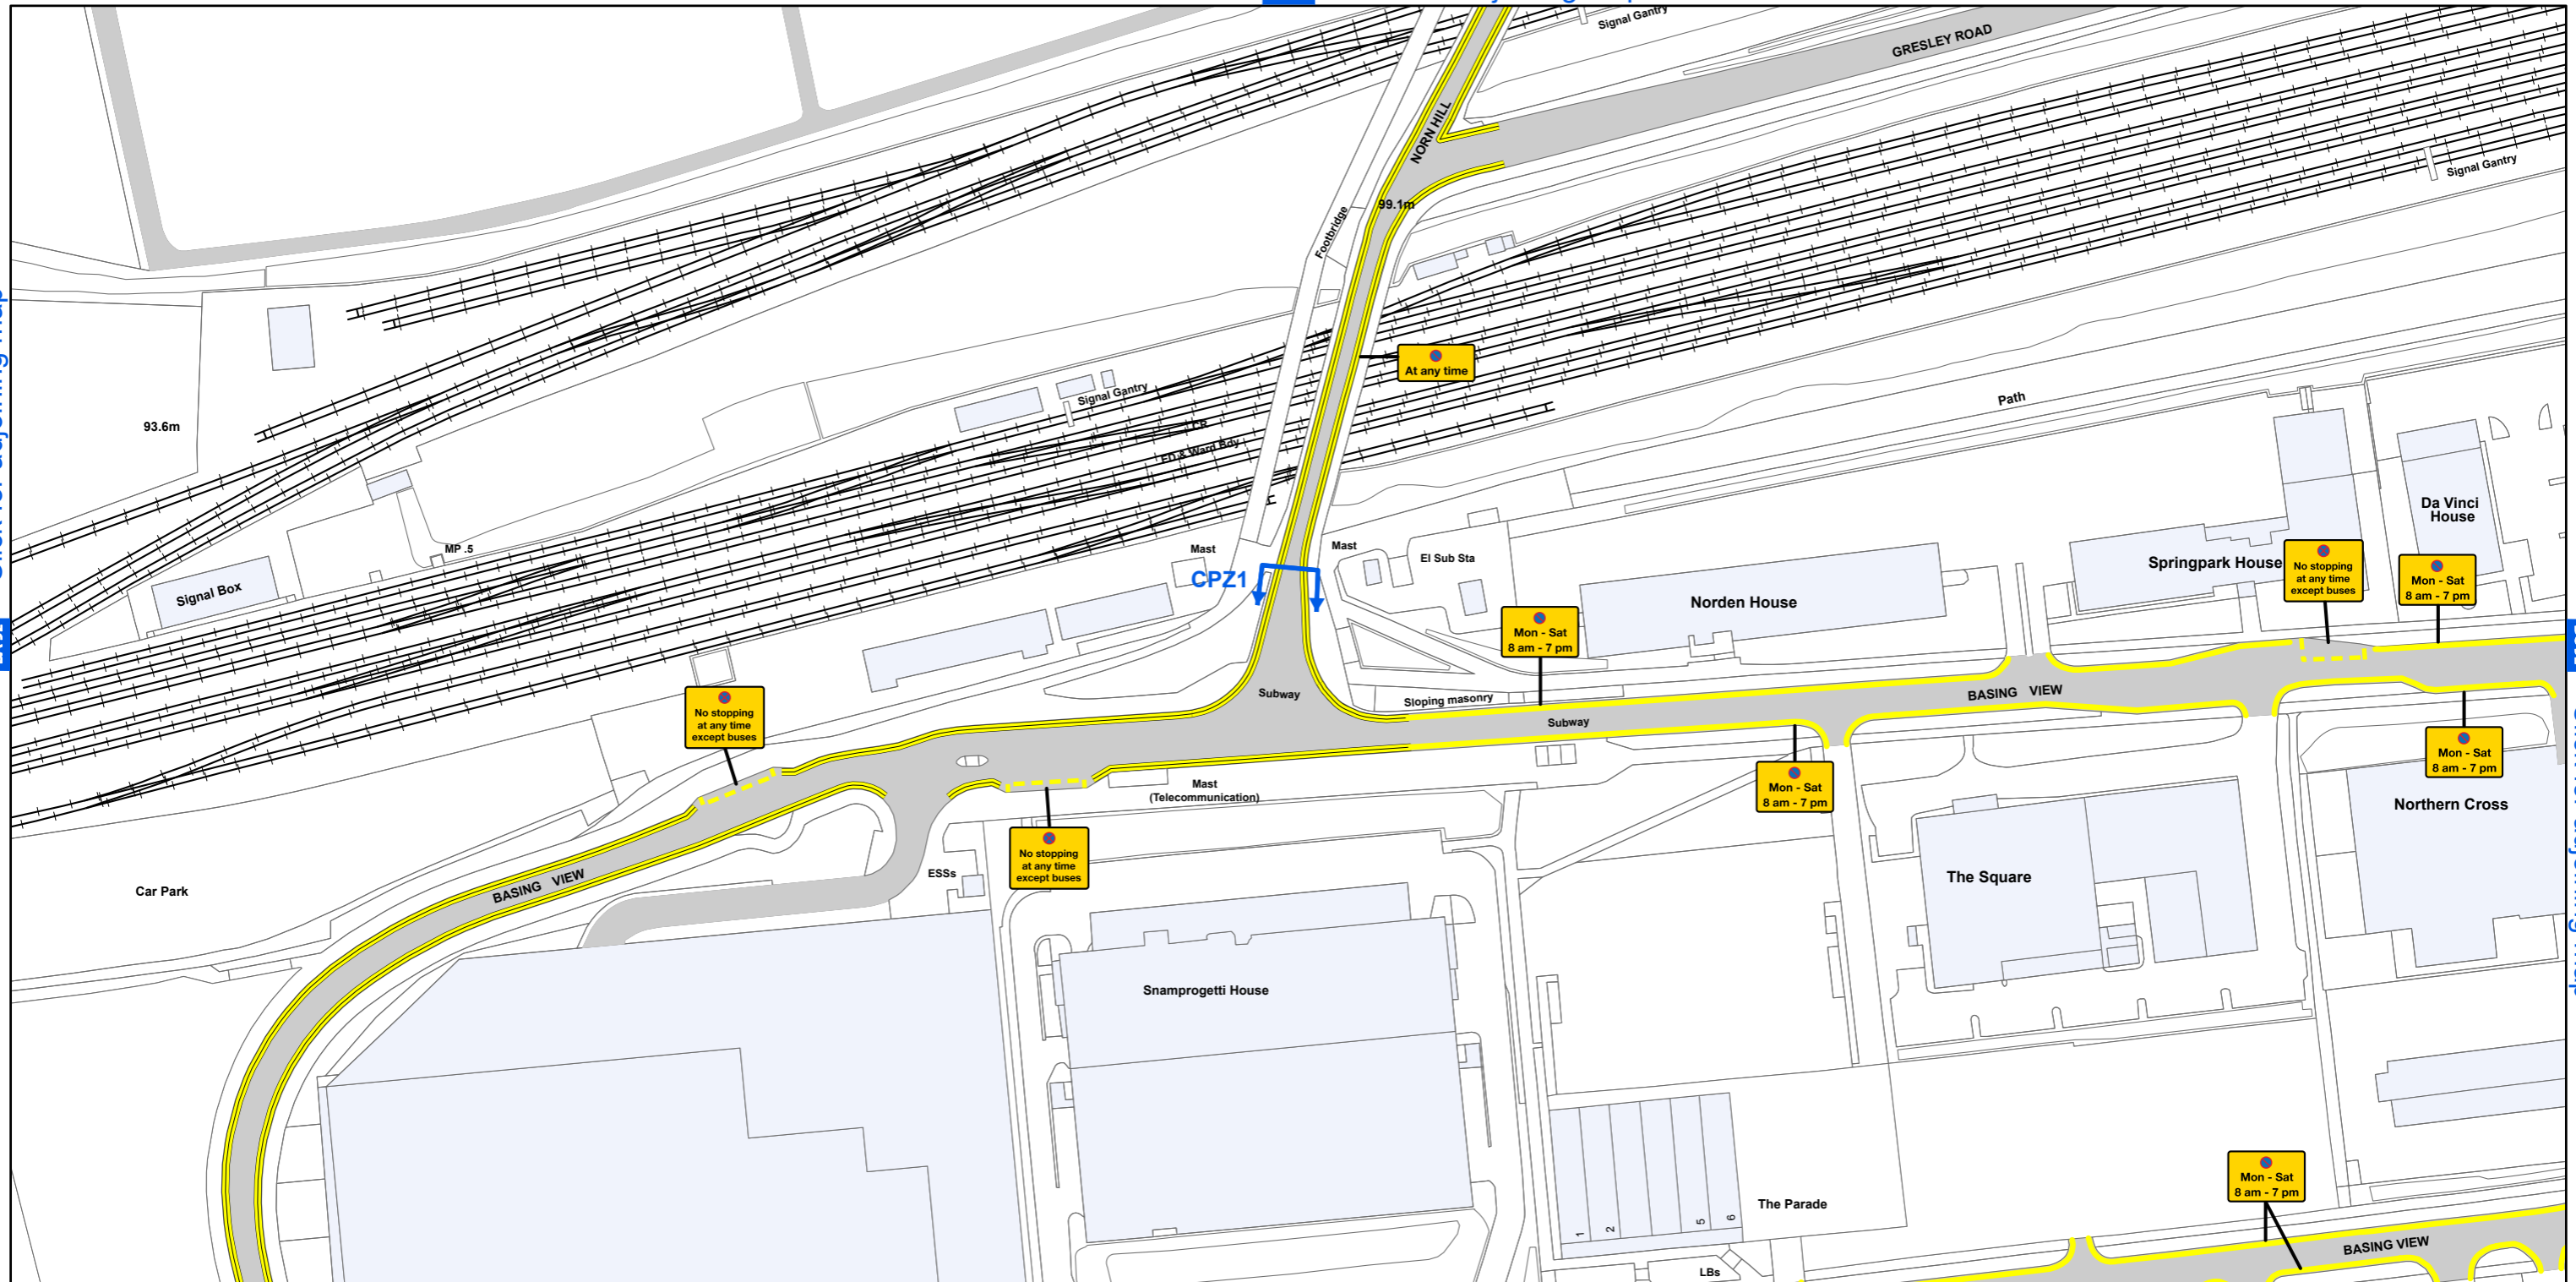 Signal Gantry
GRESLEY ROAD
NORN HILL
Signal Gantry
99.1m
Footbridge
At any time
Signal Gantry
Path
CR
93.6m
ED & Ward Bdy
Da Vinci
House
MP .5
Mast
Mast
El Sub Sta
Springpark House
No stopping
at any time
except buses
Mon - Sat
8 am - 7 pm
CPZ1
Signal Box
Norden House
Mon - Sat
8 am - 7 pm
Subway
Sloping masonry
BASING VIEW
Subway
No stopping
at any time
except buses
Mon - Sat
8 am - 7 pm
Mast
(Telecommunication)
Mon - Sat
8 am - 7 pm
Northern Cross
No stopping
at any time
except buses
ESSs
BASING VIEW
Car Park
The Square
Snamprogetti House
Mon - Sat
8 am - 7 pm
The Parade
1
2
5
6
BASING VIEW
LBs